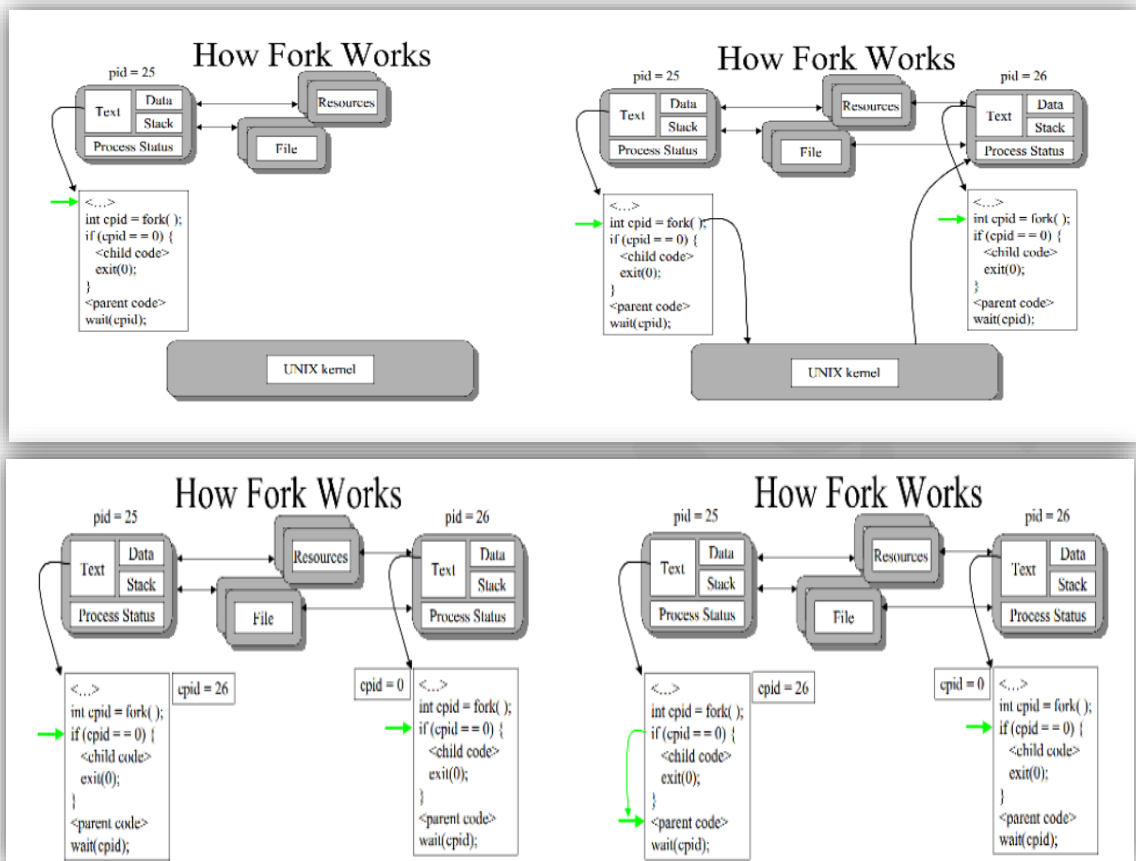 How Fork Works
pid = 25
Text
Data
Stack
Process Status
Resources
File
<...>
int cpid = fork( );
if (cpid = = 0) {
<child code>
exit(0);
}
<parent code>
wait(cpid);
UNIX kernel
How Fork Works
pid = 25
pid = 26
Text
Data
Stack
Process Status
Resources
File
Text
Data
Stack
Process Status
<...>
int cpid = fork( );
if (cpid = = 0) {
<child code>
exit(0);
}
<parent code>
wait(cpid);
<...>
int cpid = fork( );
if (cpid = = 0) {
<child code>
exit(0);
}
<parent code>
wait(cpid);
UNIX kernel
How Fork Works
pid = 25
pid = 26
Text
Data
Stack
Process Status
Resources
File
Text
Data
Stack
Process Status
cpid = 26
cpid = 0
<...>
int cpid = fork( );
if (cpid = = 0) {
<child code>
exit(0);
}
<parent code>
wait(cpid);
<...>
int cpid = fork( );
if (cpid = = 0) {
<child code>
exit(0);
}
<parent code>
wait(cpid);
How Fork Works
pid = 25
pid = 26
Text
Data
Stack
Process Status
Resources
File
Text
Data
Stack
Process Status
cpid = 26
cpid = 0
<...>
int cpid = fork( );
if (cpid = = 0) {
<child code>
exit(0);
}
<parent code>
wait(cpid);
<...>
int cpid = fork( );
if (cpid = = 0) {
<child code>
exit(0);
}
<parent code>
wait(cpid);